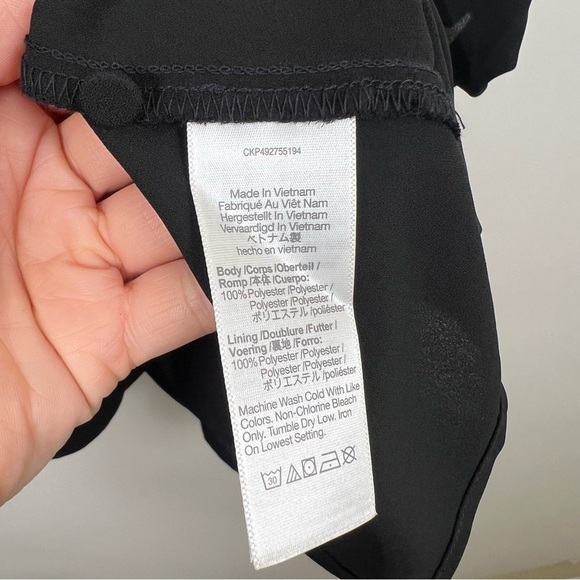 CKP492755194
Made In Vietnam
Fabriqué Au Viêt Nam
Hergestellt In Vietnam
Vervaardigd In Vietnam
ベトナム製
hecho en vietnam
Body /Corps /Oberteil /
Romp /本体 /Cuerpo:
100% Polyester /Polyester /
Polyester /Polyester /
ポリエステル /poliéster
Lining /Doublure /Futter /
Voering /裏地 /Forro:
100% Polyester /Polyester /
Polyester /Polyester /
ポリエステル /poliéster
Machine Wash Cold With Like
Colors. Non-Chlorine Bleach
Only. Tumble Dry Low. Iron
On Lowest Setting.
30